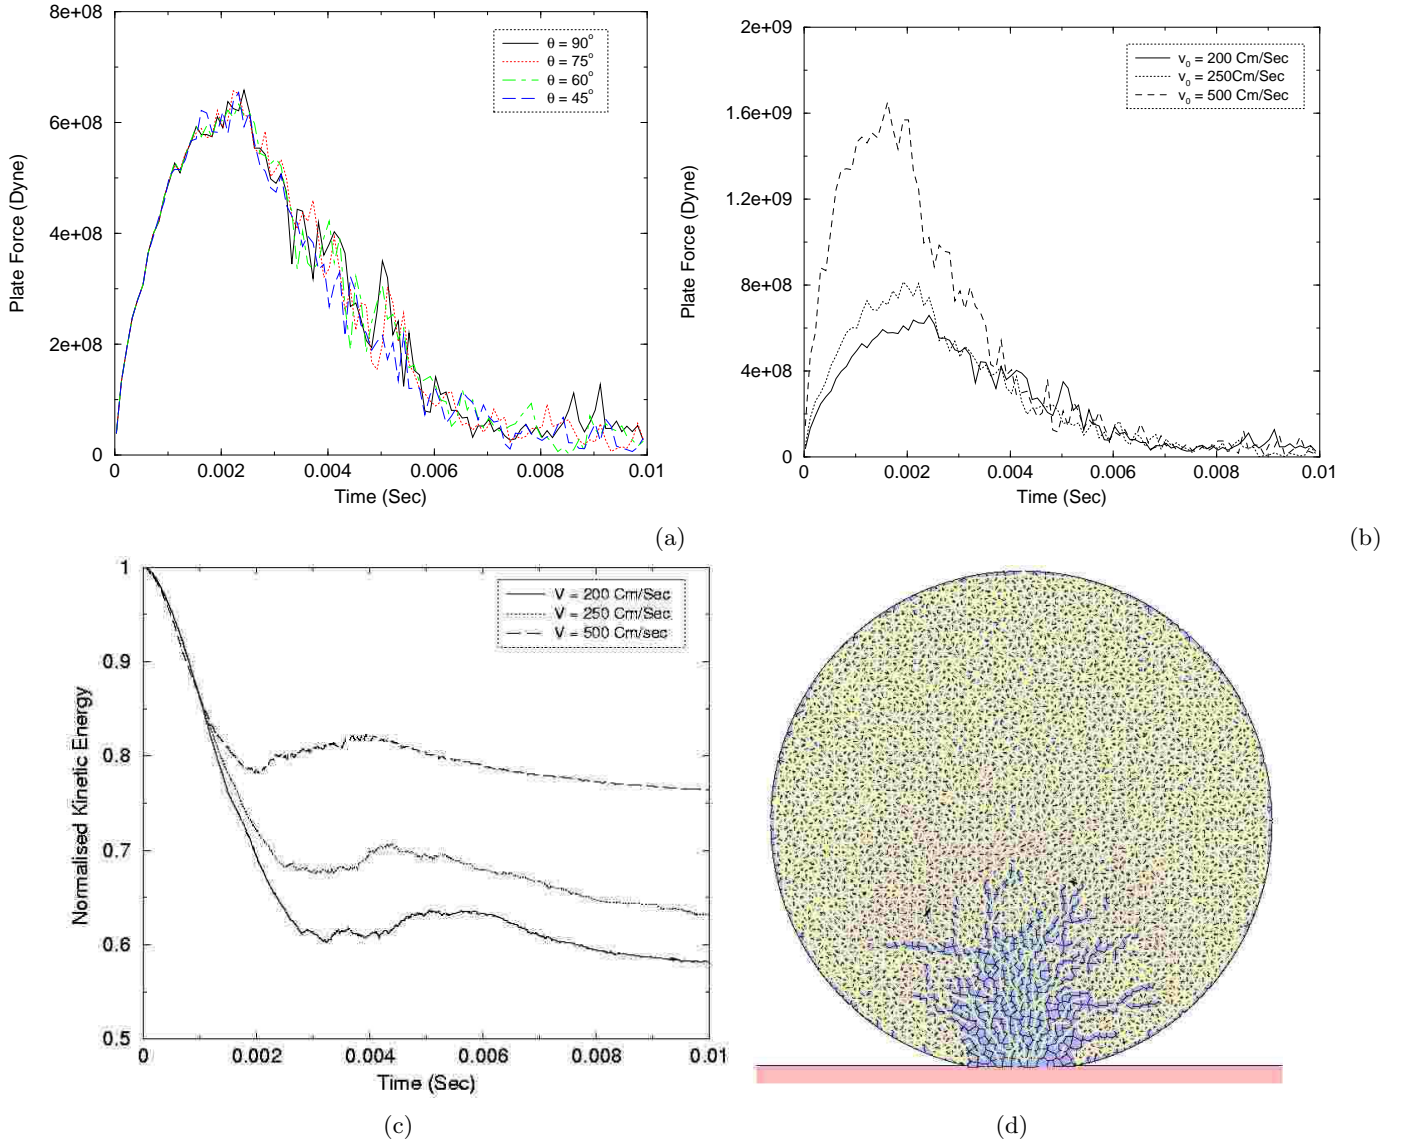 8e+08
6e+08
4e+08
2e+08
0
0
0.002
0.004
0.006
0.008
0.01
Plate Force (Dyne)
Time (Sec)
θ = 90°
θ = 75°
θ = 60°
θ = 45°
(a)
2e+09
1.6e+09
1.2e+09
8e+08
4e+08
0
0
0.002
0.004
0.006
0.008
0.01
Plate Force (Dyne)
Time (Sec)
v₀ = 200 Cm/Sec
v₀ = 250Cm/Sec
v₀ = 500 Cm/Sec
(b)
1
0.9
0.8
0.7
0.6
0.5
0
0.002
0.004
0.006
0.008
0.01
Normalised Kinetic Energy
Time (Sec)
V = 200 Cm/Sec
V = 250 Cm/Sec
V = 500 Cm/sec
(c)
(d)